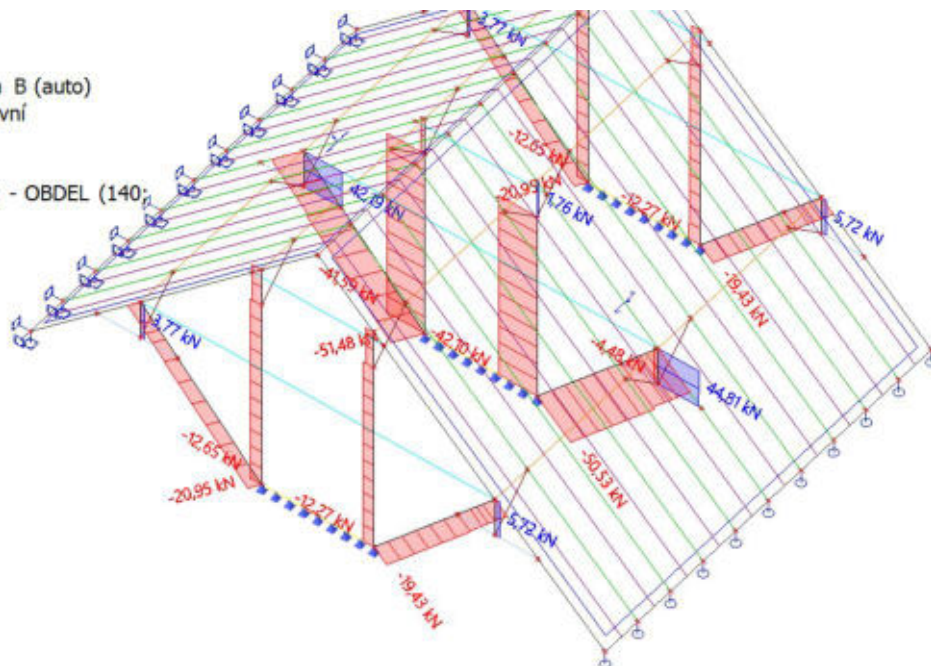 B (auto)
vní
- OBDEL (140;
3,77 kN
-12,65 kN
-20,95 kN
-12,27 kN
1,76 kN
5,72 kN
42,19 kN
-19,43 kN
-41,59 kN
3,77 kN
-51,48 kN
-42,10 kN
-4,48 kN
44,81 kN
-50,53 kN
-12,65 kN
-20,95 kN
-12,27 kN
5,72 kN
-19,43 kN